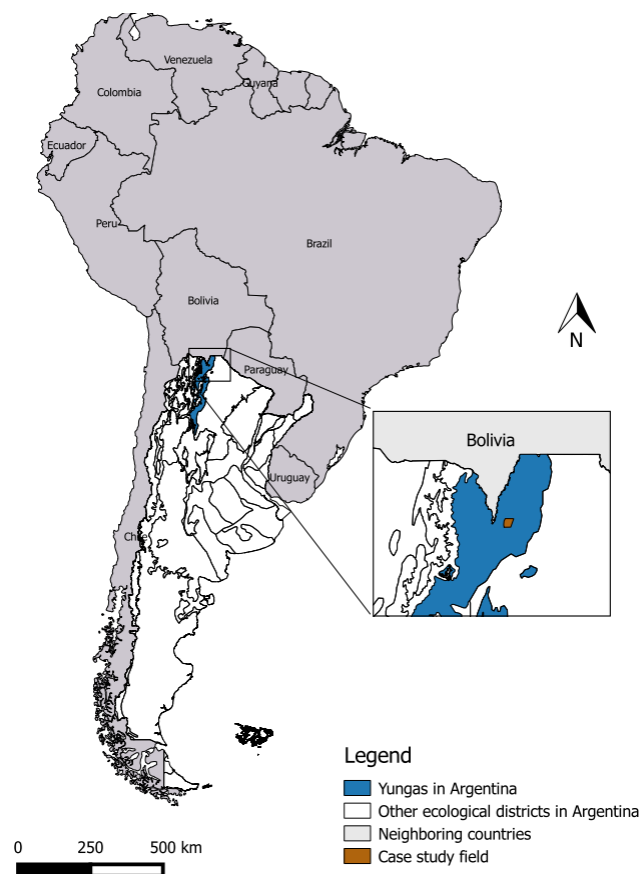 Venezuela
Guyana
Colombia
Ecuador
Peru
Brazil
Bolivia
Paraguay
N
Bolivia
Uruguay
Chile
Legend
Yungas in Argentina
Other ecological districts in Argentina
Neighboring countries
Case study field
0 250 500 km